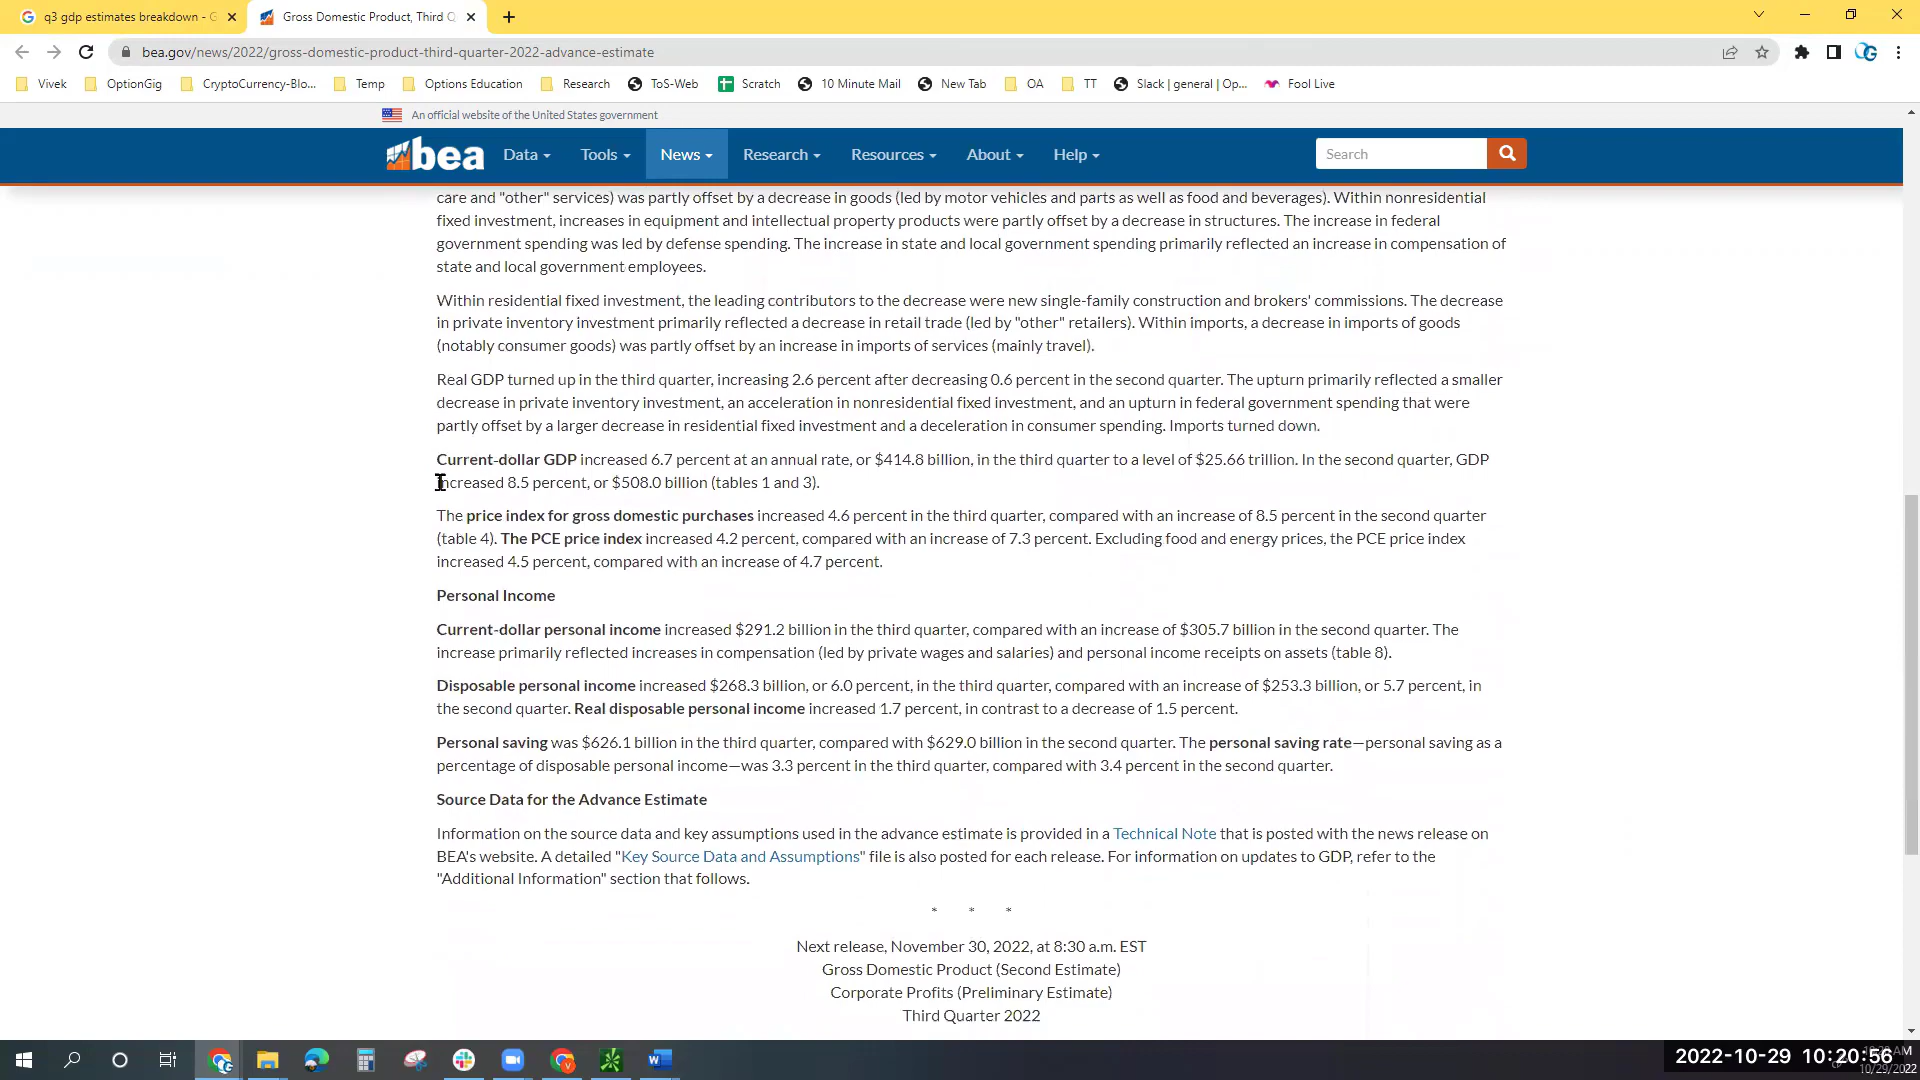 q3 gdp estimates breakdown - G
Gross Domestic Product, Third Q
bea.gov/news/2022/gross-domestic-product-third-quarter-2022-advance-estimate
Vivek OptionGig CryptoCurrency-Blo... Temp Options Education Research ToS-Web Scratch 10 Minute Mail New Tab OA TT Slack | general | Op... Fool Live
An official website of the United States government
bea Data Tools News Research Resources About Help Search
care and "other" services) was partly offset by a decrease in goods (led by motor vehicles and parts as well as food and beverages). Within nonresidential
fixed investment, increases in equipment and intellectual property products were partly offset by a decrease in structures. The increase in federal
government spending was led by defense spending. The increase in state and local government spending primarily reflected an increase in compensation of
state and local government employees.
Within residential fixed investment, the leading contributors to the decrease were new single-family construction and brokers' commissions. The decrease
in private inventory investment primarily reflected a decrease in retail trade (led by "other" retailers). Within imports, a decrease in imports of goods
(notably consumer goods) was partly offset by an increase in imports of services (mainly travel).
Real GDP turned up in the third quarter, increasing 2.6 percent after decreasing 0.6 percent in the second quarter. The upturn primarily reflected a smaller
decrease in private inventory investment, an acceleration in nonresidential fixed investment, and an upturn in federal government spending that were
partly offset by a larger decrease in residential fixed investment and a deceleration in consumer spending. Imports turned down.
Current-dollar GDP increased 6.7 percent at an annual rate, or $414.8 billion, in the third quarter to a level of $25.66 trillion. In the second quarter, GDP
increased 8.5 percent, or $508.0 billion (tables 1 and 3).
The price index for gross domestic purchases increased 4.6 percent in the third quarter, compared with an increase of 8.5 percent in the second quarter
(table 4). The PCE price index increased 4.2 percent, compared with an increase of 7.3 percent. Excluding food and energy prices, the PCE price index
increased 4.5 percent, compared with an increase of 4.7 percent.
Personal Income
Current-dollar personal income increased $291.2 billion in the third quarter, compared with an increase of $305.7 billion in the second quarter. The
increase primarily reflected increases in compensation (led by private wages and salaries) and personal income receipts on assets (table 8).
Disposable personal income increased $268.3 billion, or 6.0 percent, in the third quarter, compared with an increase of $253.3 billion, or 5.7 percent, in
the second quarter. Real disposable personal income increased 1.7 percent, in contrast to a decrease of 1.5 percent.
Personal saving was $626.1 billion in the third quarter, compared with $629.0 billion in the second quarter. The personal saving rate—personal saving as a
percentage of disposable personal income—was 3.3 percent in the third quarter, compared with 3.4 percent in the second quarter.
Source Data for the Advance Estimate
Information on the source data and key assumptions used in the advance estimate is provided in a Technical Note that is posted with the news release on
BEA's website. A detailed "Key Source Data and Assumptions" file is also posted for each release. For information on updates to GDP, refer to the
"Additional Information" section that follows.
* * *
Next release, November 30, 2022, at 8:30 a.m. EST
Gross Domestic Product (Second Estimate)
Corporate Profits (Preliminary Estimate)
Third Quarter 2022
2022-10-29 10:20:56
10/29/2022